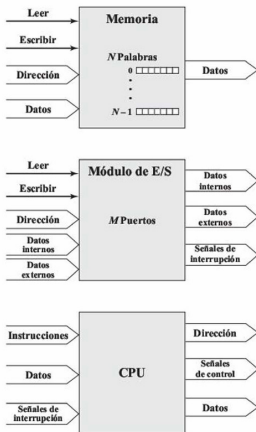 Leer
Memoria
Escribir
N Palabras
Dirección
0
Datos
Datos
N – 1
Leer
Módulo de E/S
Datos
internos
Escribir
Dirección
M Puertos
Datos
externos
Datos
internos
Datos
externos
Señales de
interrupción
Instrucciones
Dirección
Datos
CPU
Señales
de control
Señales de
interrupción
Datos